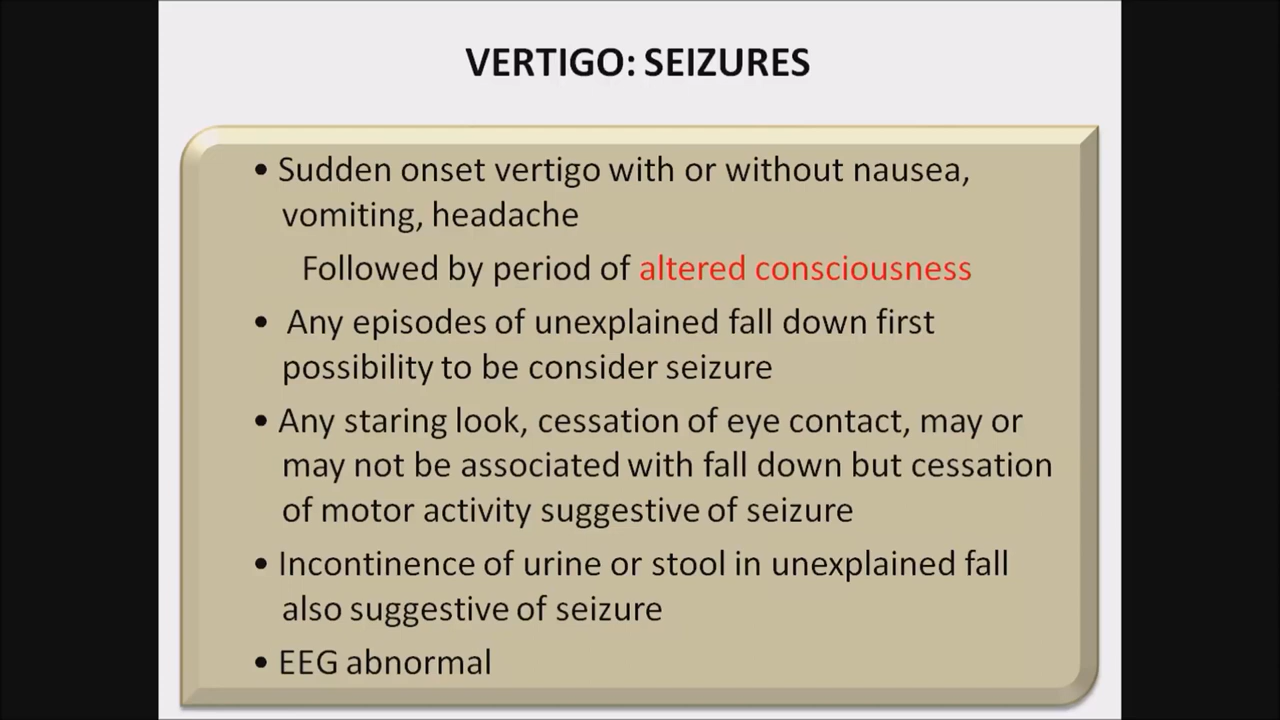 VERTIGO: SEIZURES
• Sudden onset vertigo with or without nausea,
vomiting, headache
Followed by period of altered consciousness
• Any episodes of unexplained fall down first
possibility to be consider seizure
• Any staring look, cessation of eye contact, may or
may not be associated with fall down but cessation
of motor activity suggestive of seizure
• Incontinence of urine or stool in unexplained fall
also suggestive of seizure
• EEG abnormal